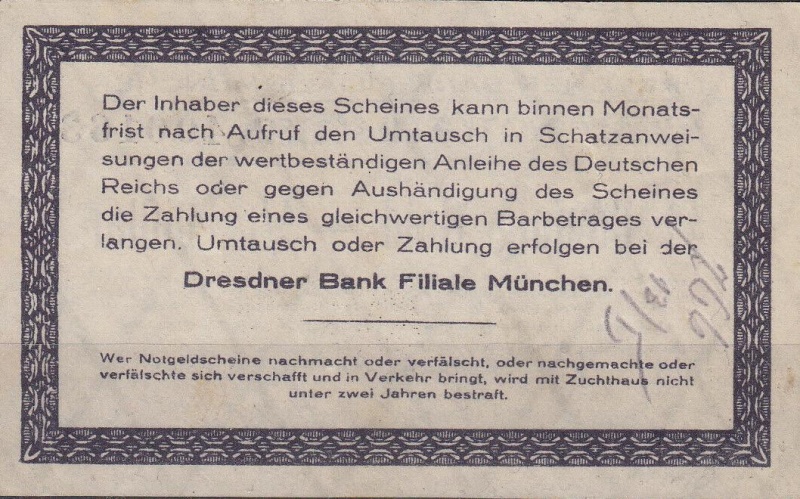 Der Inhaber dieses Scheines kann binnen Monats-
frist nach Aufruf den Umtausch in Schatzanwei-
sungen der wertbeständigen Anleihe des Deutschen
Reichs oder gegen Aushändigung des Scheines
die Zahlung eines gleichwertigen Barbetrages ver-
langen. Umtausch oder Zahlung erfolgen bei der
Dresdner Bank Filiale München.
Wer Notgeldscheine nachmacht oder verfälscht, oder nachgemachte oder
verfälschte sich verschafft und in Verkehr bringt, wird mit Zuchthaus nicht
unter zwei Jahren bestraft.